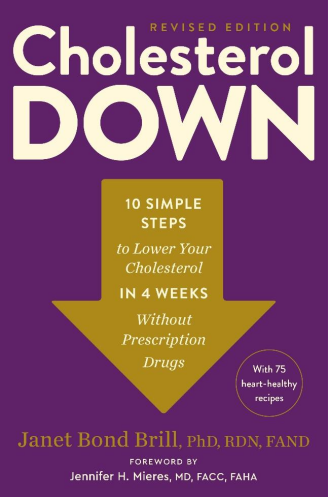 REVISED EDITION
Cholesterol
DOWN
10 SIMPLE
STEPS
to Lower Your
Cholesterol
IN 4 WEEKS
Without
Prescription
Drugs
With 75
heart-healthy
recipes
Janet Bond Brill, PhD, RDN, FAND
FOREWORD BY
Jennifer H. Mieres, MD, FACC, FAHA